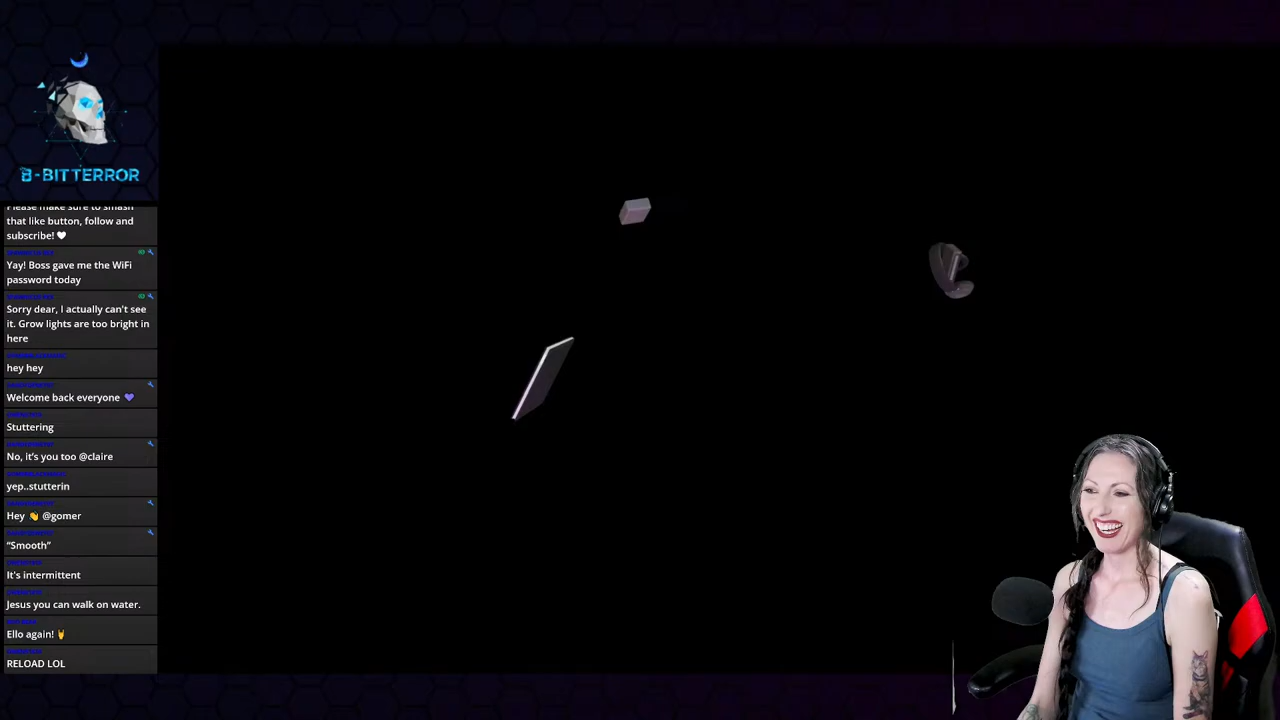 8-BITTERROR
Please make sure to smash
that like button, follow and
subscribe! 🤍
Yay! Boss gave me the WiFi
password today
Sorry dear, I actually can't see
it. Grow lights are too bright in
here
hey hey
Welcome back everyone 💜
Stuttering
No, it's you too @claire
yep..stutterin
Hey 👋 @gomer
“Smooth”
It's intermittent
Jesus you can walk on water.
Ello again! 🤘
RELOAD LOL